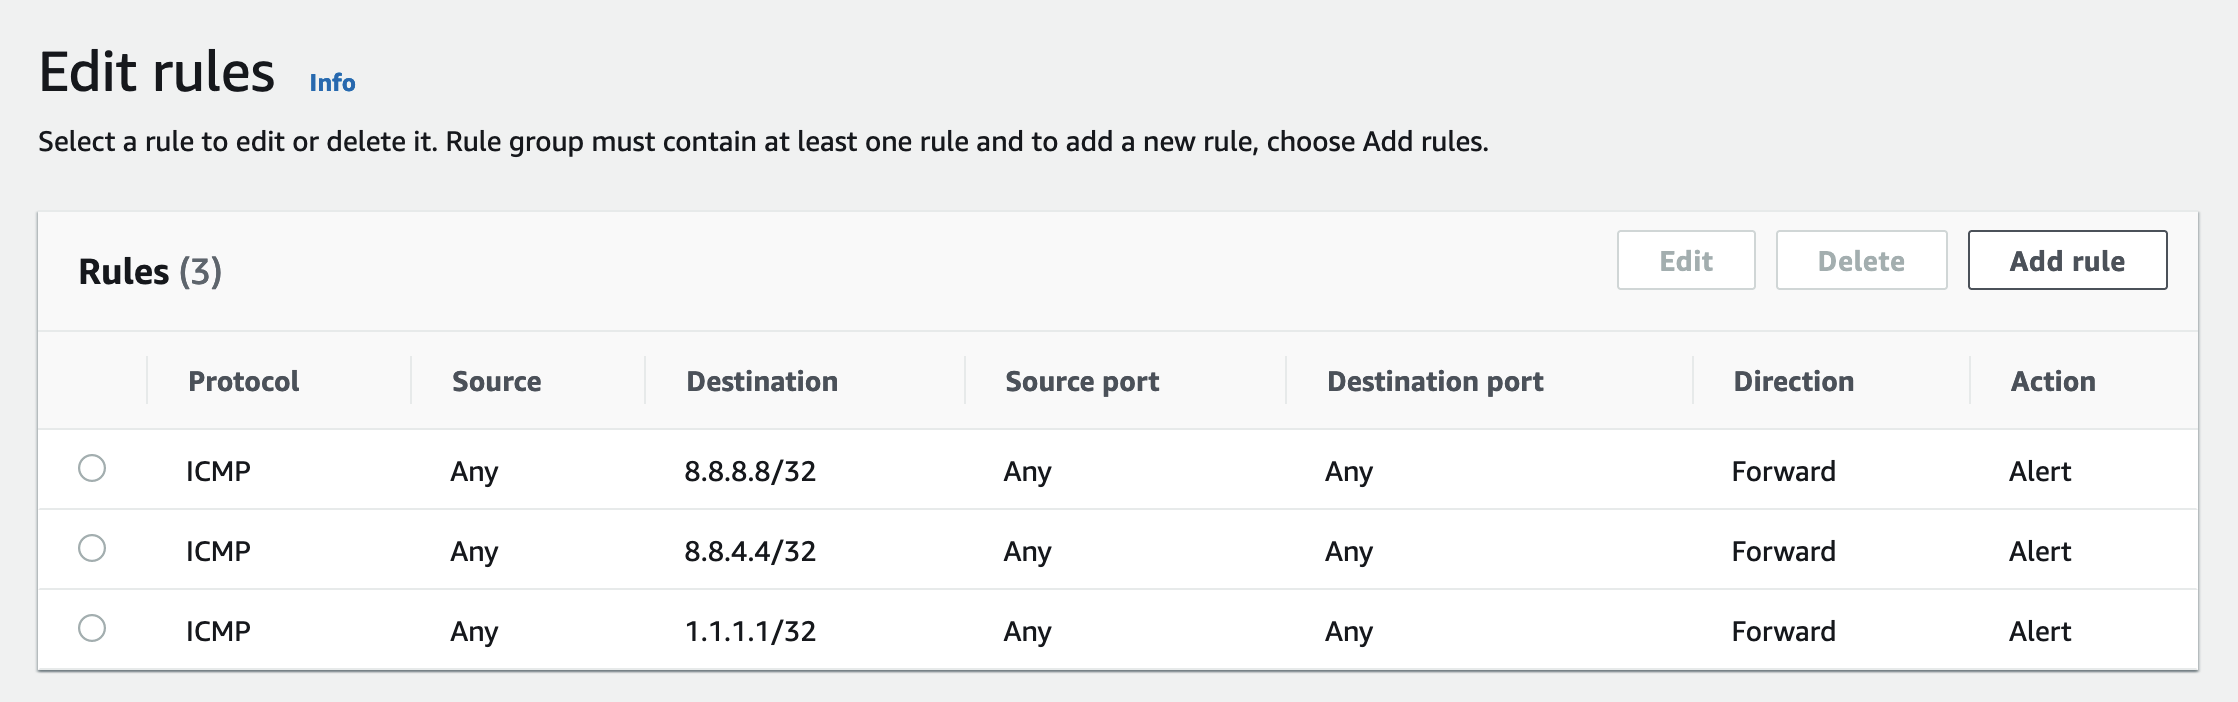 Edit rules Info
Select a rule to edit or delete it. Rule group must contain at least one rule and to add a new rule, choose Add rules.
Rules (3) Edit Delete Add rule
Protocol Source Destination Source port Destination port Direction Action
ICMP Any 8.8.8.8/32 Any Any Forward Alert
ICMP Any 8.8.4.4/32 Any Any Forward Alert
ICMP Any 1.1.1.1/32 Any Any Forward Alert